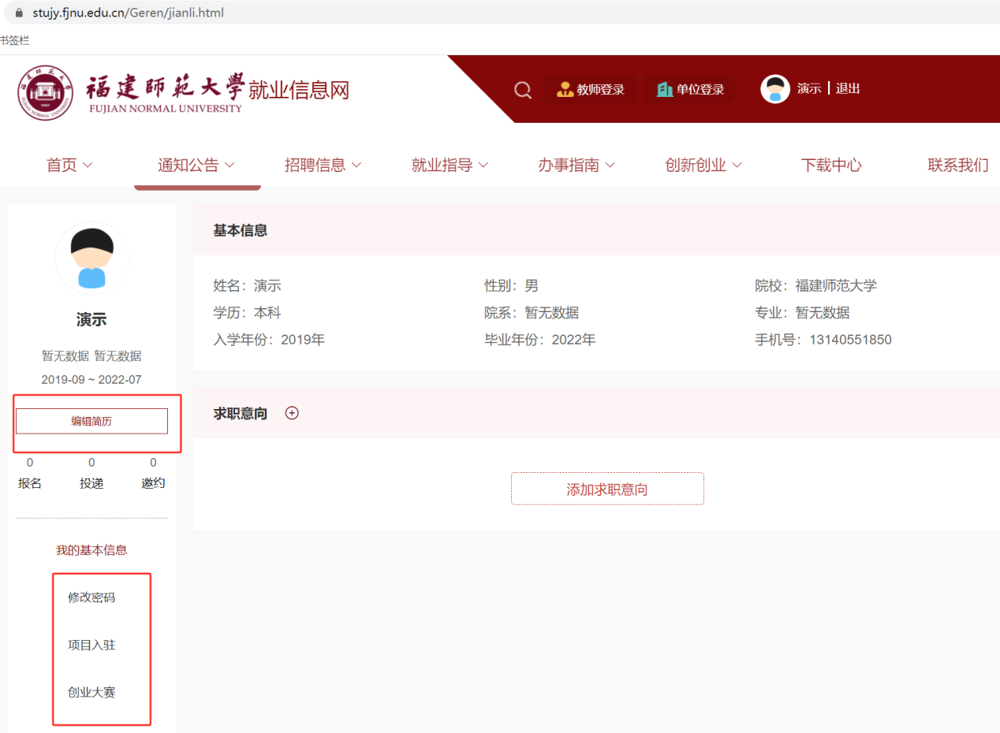 stujy.fjnu.edu.cn/Geren/jianli.html
书签栏
福建師範大學就业信息网
FUJIAN NORMAL UNIVERSITY
教师登录 单位登录 演示 | 退出
首页 通知公告 招聘信息 就业指导 办事指南 创新创业 下载中心 联系我们
演示
暂无数据 暂无数据
2019-09 ~ 2022-07
编辑简历
0 0 0
报名 投递 邀约
我的基本信息
修改密码
项目入驻
创业大赛
基本信息
姓名：演示 性别：男 院校：福建师范大学
学历：本科 院系：暂无数据 专业：暂无数据
入学年份：2019年 毕业年份：2022年 手机号：13140551850
求职意向
添加求职意向